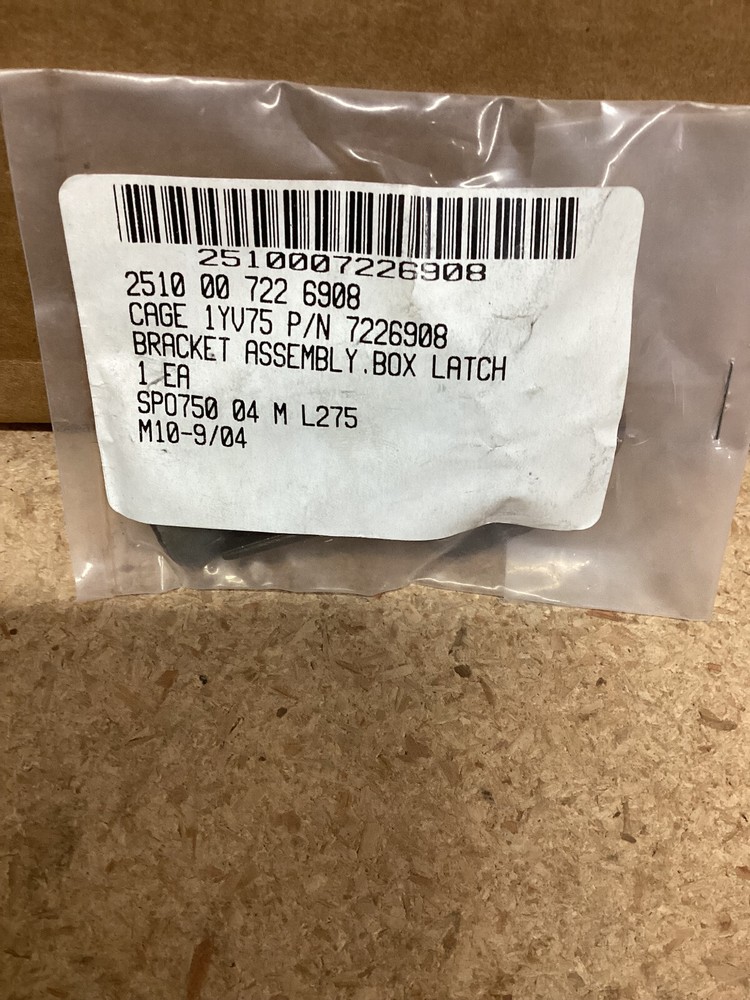 2510007226908
2510 00 722 6908
CAGE 1YV75 P/N 7226908
BRACKET ASSEMBLY.BOX LATCH
1 EA
SPO750 04 M L275
M10-9/04